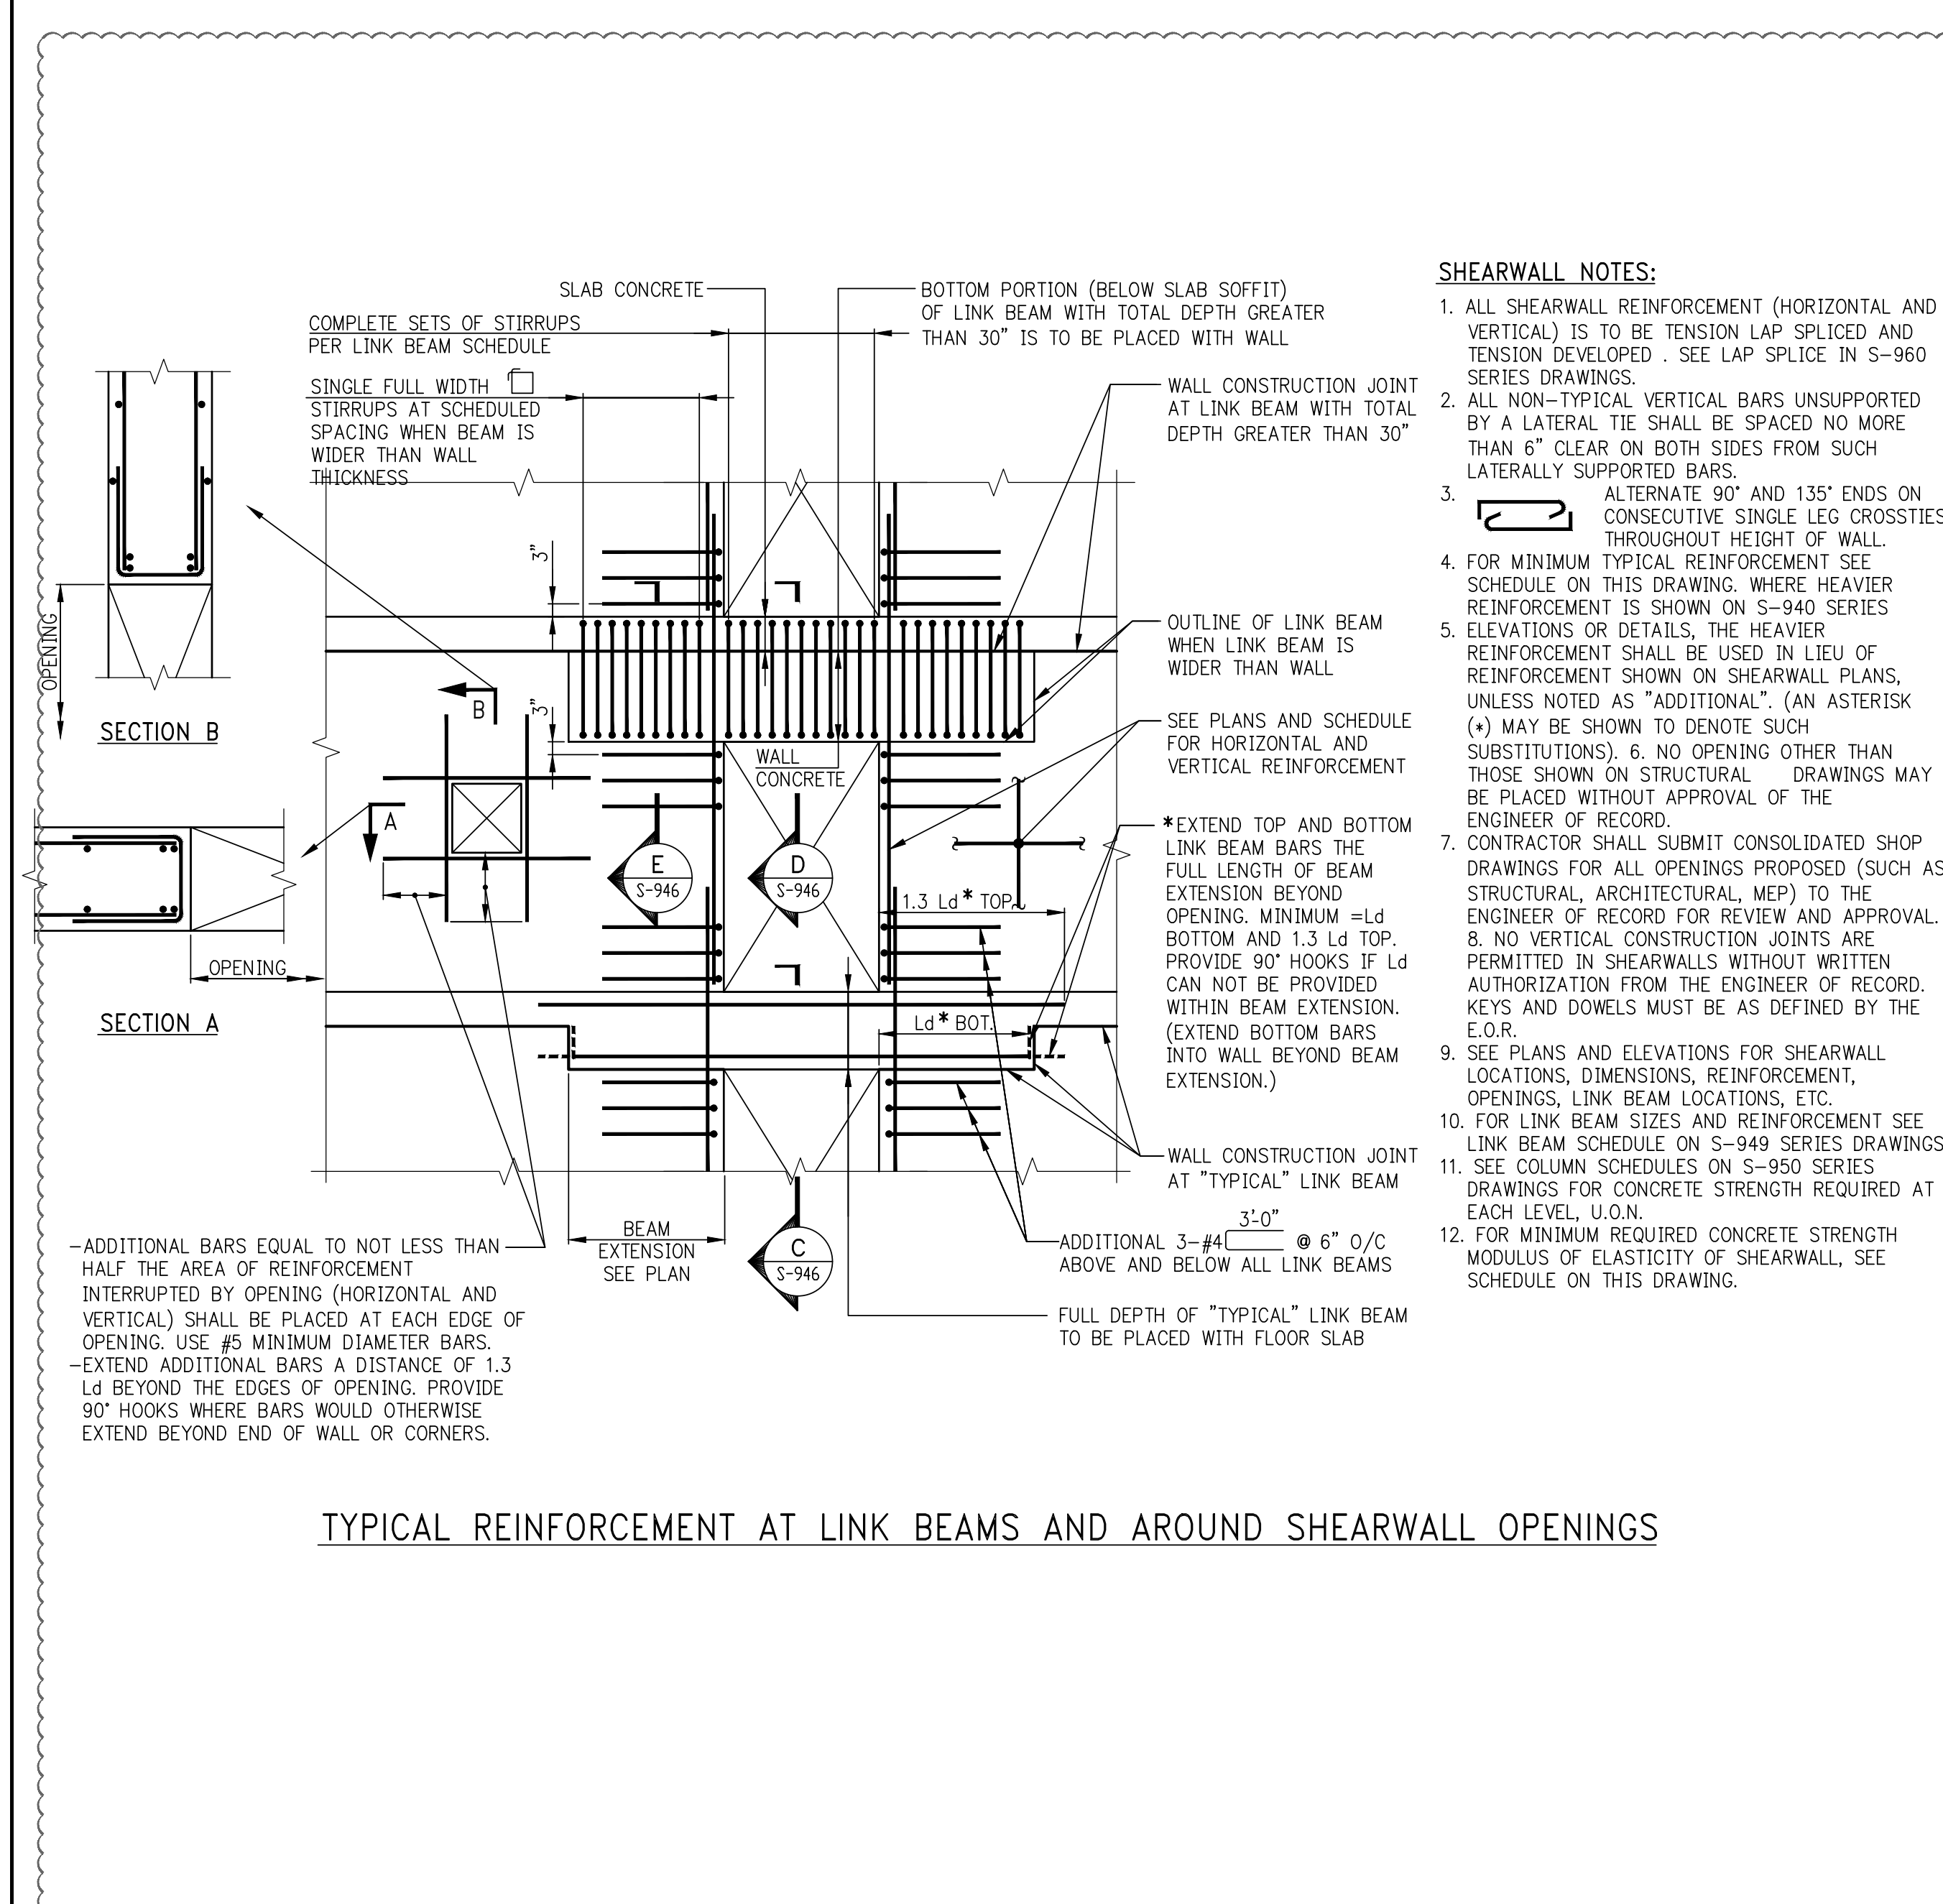 SLAB CONCRETE
BOTTOM PORTION (BELOW SLAB SOFFIT)
OF LINK BEAM WITH TOTAL DEPTH GREATER
THAN 30" IS TO BE PLACED WITH WALL
COMPLETE SETS OF STIRRUPS
PER LINK BEAM SCHEDULE
SINGLE FULL WIDTH
STIRRUPS AT SCHEDULED
SPACING WHEN BEAM IS
WIDER THAN WALL
THICKNESS
WALL CONSTRUCTION JOINT
AT LINK BEAM WITH TOTAL
DEPTH GREATER THAN 30"
3"
OPENING
SECTION B
OUTLINE OF LINK BEAM
WHEN LINK BEAM IS
WIDER THAN WALL
B
3"
SEE PLANS AND SCHEDULE
FOR HORIZONTAL AND
VERTICAL REINFORCEMENT
WALL
CONCRETE
A
E
S-946
D
S-946
*EXTEND TOP AND BOTTOM
LINK BEAM BARS THE
FULL LENGTH OF BEAM
EXTENSION BEYOND
OPENING. MINIMUM =Ld
BOTTOM AND 1.3 Ld TOP.
PROVIDE 90° HOOKS IF Ld
CAN NOT BE PROVIDED
WITHIN BEAM EXTENSION.
(EXTEND BOTTOM BARS
INTO WALL BEYOND BEAM
EXTENSION.)
1.3 Ld* TOP
OPENING
SECTION A
Ld* BOT.
WALL CONSTRUCTION JOINT
AT "TYPICAL" LINK BEAM
BEAM
EXTENSION
SEE PLAN
C
S-946
3'-0"
ADDITIONAL 3-#4 @ 6" O/C
ABOVE AND BELOW ALL LINK BEAMS
FULL DEPTH OF "TYPICAL" LINK BEAM
TO BE PLACED WITH FLOOR SLAB
-ADDITIONAL BARS EQUAL TO NOT LESS THAN
HALF THE AREA OF REINFORCEMENT
INTERRUPTED BY OPENING (HORIZONTAL AND
VERTICAL) SHALL BE PLACED AT EACH EDGE OF
OPENING. USE #5 MINIMUM DIAMETER BARS.
-EXTEND ADDITIONAL BARS A DISTANCE OF 1.3
Ld BEYOND THE EDGES OF OPENING. PROVIDE
90° HOOKS WHERE BARS WOULD OTHERWISE
EXTEND BEYOND END OF WALL OR CORNERS.
SHEARWALL NOTES:
1. ALL SHEARWALL REINFORCEMENT (HORIZONTAL AND
VERTICAL) IS TO BE TENSION LAP SPLICED AND
TENSION DEVELOPED . SEE LAP SPLICE IN S-960
SERIES DRAWINGS.
2. ALL NON-TYPICAL VERTICAL BARS UNSUPPORTED
BY A LATERAL TIE SHALL BE SPACED NO MORE
THAN 6" CLEAR ON BOTH SIDES FROM SUCH
LATERALLY SUPPORTED BARS.
3. ALTERNATE 90° AND 135° ENDS ON
CONSECUTIVE SINGLE LEG CROSSTIES
THROUGHOUT HEIGHT OF WALL.
4. FOR MINIMUM TYPICAL REINFORCEMENT SEE
SCHEDULE ON THIS DRAWING. WHERE HEAVIER
REINFORCEMENT IS SHOWN ON S-940 SERIES
5. ELEVATIONS OR DETAILS, THE HEAVIER
REINFORCEMENT SHALL BE USED IN LIEU OF
REINFORCEMENT SHOWN ON SHEARWALL PLANS,
UNLESS NOTED AS "ADDITIONAL". (AN ASTERISK
(*) MAY BE SHOWN TO DENOTE SUCH
SUBSTITUTIONS). 6. NO OPENING OTHER THAN
THOSE SHOWN ON STRUCTURAL DRAWINGS MAY
BE PLACED WITHOUT APPROVAL OF THE
ENGINEER OF RECORD.
7. CONTRACTOR SHALL SUBMIT CONSOLIDATED SHOP
DRAWINGS FOR ALL OPENINGS PROPOSED (SUCH AS
STRUCTURAL, ARCHITECTURAL, MEP) TO THE
ENGINEER OF RECORD FOR REVIEW AND APPROVAL.
8. NO VERTICAL CONSTRUCTION JOINTS ARE
PERMITTED IN SHEARWALLS WITHOUT WRITTEN
AUTHORIZATION FROM THE ENGINEER OF RECORD.
KEYS AND DOWELS MUST BE AS DEFINED BY THE
E.O.R.
9. SEE PLANS AND ELEVATIONS FOR SHEARWALL
LOCATIONS, DIMENSIONS, REINFORCEMENT,
OPENINGS, LINK BEAM LOCATIONS, ETC.
10. FOR LINK BEAM SIZES AND REINFORCEMENT SEE
LINK BEAM SCHEDULE ON S-949 SERIES DRAWINGS
11. SEE COLUMN SCHEDULES ON S-950 SERIES
DRAWINGS FOR CONCRETE STRENGTH REQUIRED AT
EACH LEVEL, U.O.N.
12. FOR MINIMUM REQUIRED CONCRETE STRENGTH
MODULUS OF ELASTICITY OF SHEARWALL, SEE
SCHEDULE ON THIS DRAWING.
TYPICAL REINFORCEMENT AT LINK BEAMS AND AROUND SHEARWALL OPENINGS